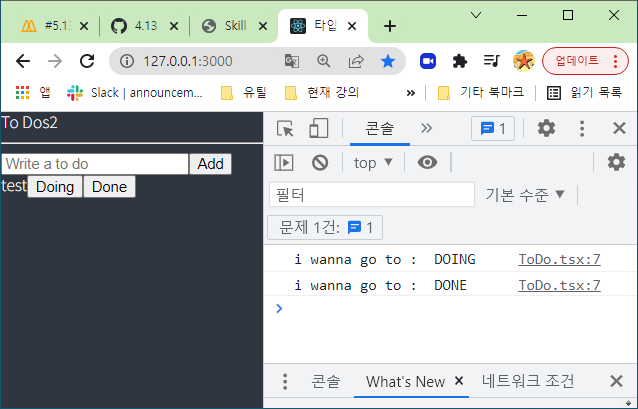 #5.1
4.13
Skill
타입
127.0.0.1:3000
업데이트
앱
Slack | announcem...
유틸
현재 강의
»
기타 북마크
읽기 목록
To Dos2
Write a to do
Add
test
Doing
Done
콘솔
»
1
top
필터
기본 수준
문제 1건:
1
i wanna go to : DOING
ToDo.tsx:7
i wanna go to : DONE
ToDo.tsx:7
콘솔
What's New
네트워크 조건